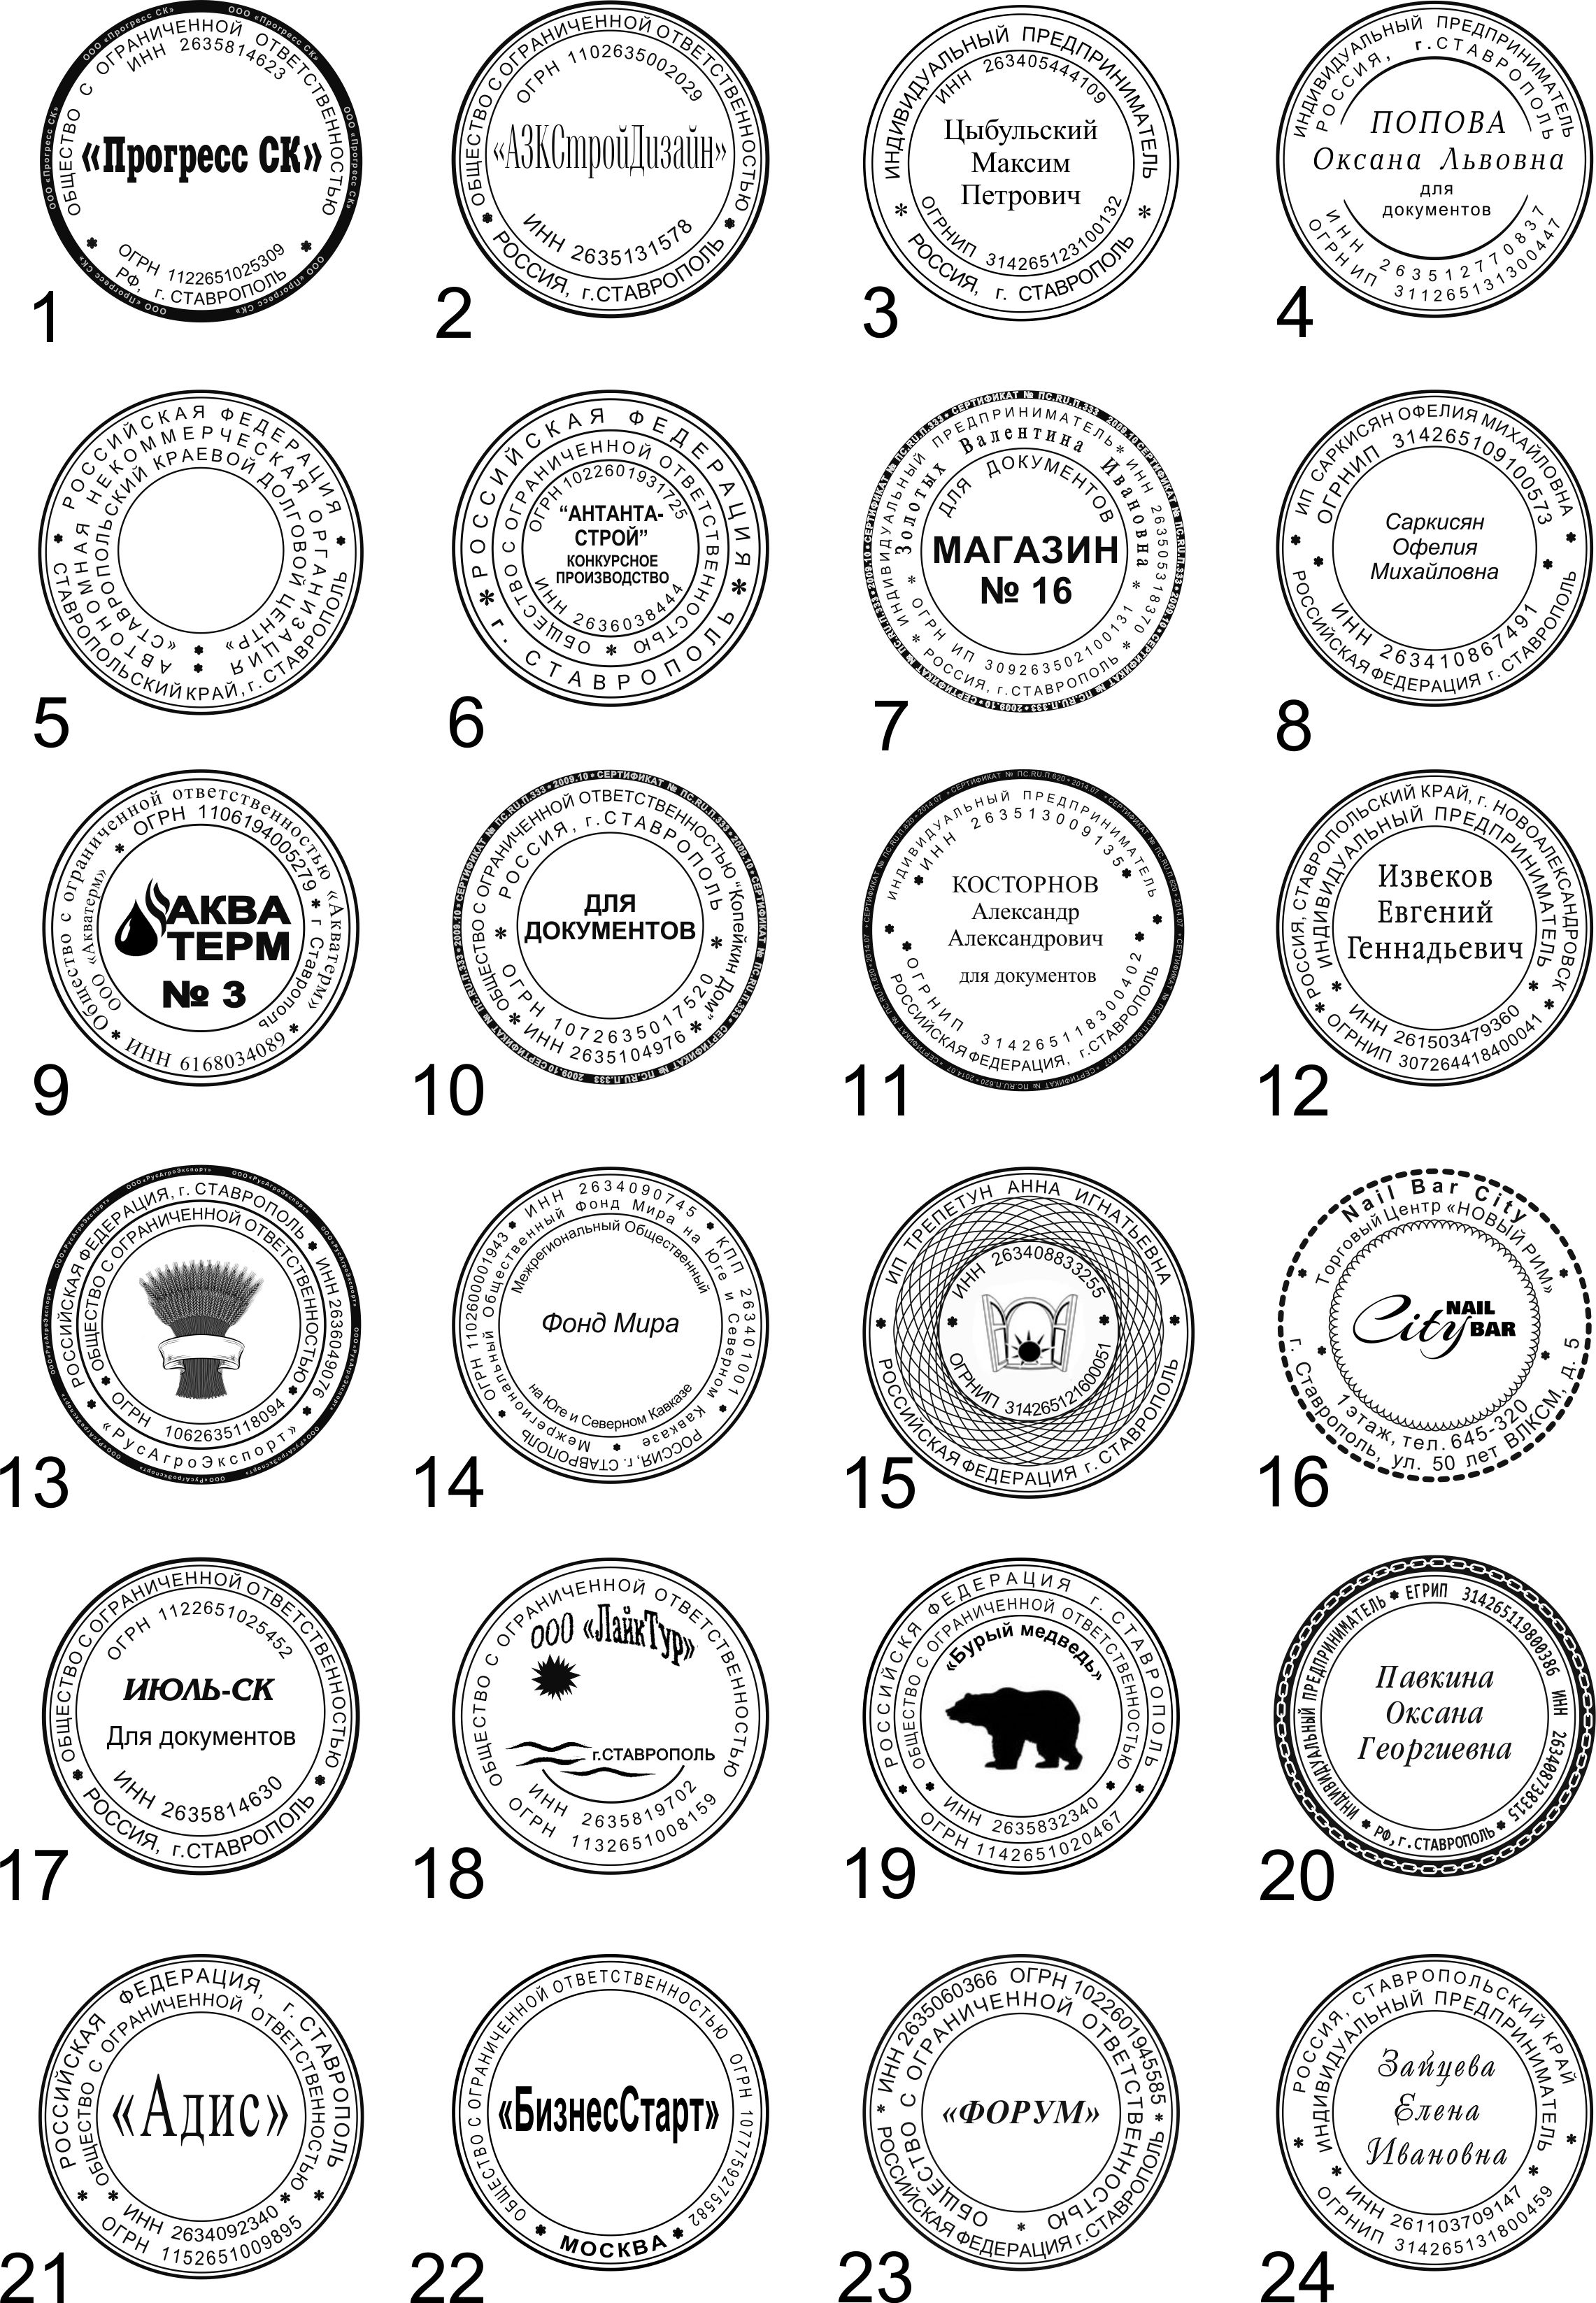 ООО «Прогресс СК»
ОБЩЕСТВО С ОГРАНИЧЕННОЙ ОТВЕТСТВЕННОСТЬЮ
ИНН 2635814623
«Прогресс СК»
ОГРН 1122651025309
РФ, г. СТАВРОПОЛЬ
1
ОБЩЕСТВО С ОГРАНИЧЕННОЙ ОТВЕТСТВЕННОСТЬЮ
ОГРН 1102635002029
«АЗКСтройДизайн»
ИНН 2635131578
РОССИЯ, г.СТАВРОПОЛЬ
2
ИНДИВИДУАЛЬНЫЙ ПРЕДПРИНИМАТЕЛЬ
ИНН 263405444109
Цыбульский
Максим
Петрович
ОГРНИП 314265123100132
РОССИЯ, г. СТАВРОПОЛЬ
3
ИНДИВИДУАЛЬНЫЙ ПРЕДПРИНИМАТЕЛЬ
РОССИЯ, г.СТАВРОПОЛЬ
ПОПОВА
Оксана Львовна
для
документов
ИНН 263512770837
ОГРНИП 311265131300447
4
РОССИЙСКАЯ ФЕДЕРАЦИЯ
АВТОНОМНАЯ НЕКОММЕРЧЕСКАЯ ОРГАНИЗАЦИЯ
«СТАВРОПОЛЬСКИЙ КРАЕВОЙ ДОЛГОВОЙ ЦЕНТР»
СТАВРОПОЛЬСКИЙ КРАЙ, г. СТАВРОПОЛЬ
5
РОССИЙСКАЯ ФЕДЕРАЦИЯ
ОБЩЕСТВО С ОГРАНИЧЕННОЙ ОТВЕТСТВЕННОСТЬЮ
ОГРН 1022601931725
“АНТАНТА-
СТРОЙ”
КОНКУРСНОЕ
ПРОИЗВОДСТВО
ИНН 2636038444
г. СТАВРОПОЛЬ
6
СЕРТИФИКАТ № ПС.RU.П.333 2009.10
ИНДИВИДУАЛЬНЫЙ ПРЕДПРИНИМАТЕЛЬ * ИНН 263505318370
Золотых Валентина Ивановна
ДЛЯ ДОКУМЕНТОВ
МАГАЗИН
№ 16
ОГРН ИП 309263502100131
РОССИЯ, г.СТАВРОПОЛЬ
7
ИП САРКИСЯН ОФЕЛИЯ МИХАЙЛОВНА
ОГРНИП 314265109100573
Саркисян
Офелия
Михайловна
ИНН 263410867491
РОССИЙСКАЯ ФЕДЕРАЦИЯ г. СТАВРОПОЛЬ
8
Общество с ограниченной ответственностью «Акватерм»
ООО «Акватерм» * ОГРН 1106194005279 * г Ставрополь
АКВА
ТЕРМ
№ 3
ИНН 6168034089
9
2009.10 * СЕРТИФИКАТ № ПС.RU.П.333
ОБЩЕСТВО С ОГРАНИЧЕННОЙ ОТВЕТСТВЕННОСТЬЮ “Копейкин Дом”
РОССИЯ, г.СТАВРОПОЛЬ
ДЛЯ
ДОКУМЕНТОВ
ОГРН 1072635017520
ИНН 2635104976
10
СЕРТИФИКАТ № ПС.RU.П.620 * 2014.07
ИНДИВИДУАЛЬНЫЙ ПРЕДПРИНИМАТЕЛЬ
ИНН 263513009135
КОСТОРНОВ
Александр
Александрович
для документов
ОГРНИП 314265118300402
РОССИЙСКАЯ ФЕДЕРАЦИЯ, г.СТАВРОПОЛЬ
11
РОССИЯ, СТАВРОПОЛЬСКИЙ КРАЙ, г. НОВОАЛЕКСАНДРОВСК
ИНДИВИДУАЛЬНЫЙ ПРЕДПРИНИМАТЕЛЬ
Извеков
Евгений
Геннадьевич
ИНН 261503479360
ОГРНИП 307264418400041
12
ООО«РусАгроЭкспорт»
РОССИЙСКАЯ ФЕДЕРАЦИЯ, г. СТАВРОПОЛЬ * ИНН 2636049076
ОБЩЕСТВО С ОГРАНИЧЕННОЙ ОТВЕТСТВЕННОСТЬЮ
ОГРН 1062635118094
«РусАгроЭкспорт»
13
ОГРН 1102600001943 * ИНН 2634090745 * КПП 263401001
Межрегиональный Общественный Фонд Мира на Юге и Северном Кавказе
Межрегиональный Общественный
Фонд Мира
на Юге и Северном Кавказе
РОССИЯ, г. СТАВРОПОЛЬ
14
ИП ТРЕПЕТУН АННА ИГНАТЬЕВНА
ИНН 263408833255
ОГРНИП 314265121600051
РОССИЙСКАЯ ФЕДЕРАЦИЯ г. СТАВРОПОЛЬ
15
Nail Bar City
Торговый Центр «НОВЫЙ РИМ»
City NAIL BAR
1 этаж, тел. 645-320
г. Ставрополь, ул. 50 лет ВЛКСМ, д. 5
16
ОБЩЕСТВО С ОГРАНИЧЕННОЙ ОТВЕТСТВЕННОСТЬЮ
ОГРН 1122651025452
ИЮЛЬ-СК
Для документов
ИНН 2635814630
РОССИЯ, г.СТАВРОПОЛЬ
17
ОБЩЕСТВО С ОГРАНИЧЕННОЙ ОТВЕТСТВЕННОСТЬЮ
ООО «ЛайкТур»
г.СТАВРОПОЛЬ
ИНН 2635819702
ОГРН 1132651008159
18
РОССИЙСКЯ ФЕДЕРАЦИЯ г. СТАВРОПОЛЬ
ОБЩЕСТВО С ОГРАНИЧЕННОЙ ОТВЕТСТВЕННОСТЬЮ
«Бурый медведь»
ИНН 2635832340
ОГРН 1142651020467
19
ИНДИВИДУАЛЬНЫЙ ПРЕДПРИНИМАТЕЛЬ * ЕГРИП 314265119800386 ИНН 263408738315
Павкина
Оксана
Георгиевна
РФ, г. СТАВРОПОЛЬ
20
РОССИЙСКАЯ ФЕДЕРАЦИЯ, г. СТАВРОПОЛЬ
ОБЩЕСТВО С ОГРАНИЧЕННОЙ ОТВЕТСТВЕННОСТЬЮ
«Адис»
ИНН 2634092340
ОГРН 1152651009895
21
ОБЩЕСТВО С ОГРАНИЧЕННОЙ ОТВЕТСТВЕННОСТЬЮ ОГРН 1077759275582
«БизнесСтарт»
МОСКВА
22
ИНН 2635060366 ОГРН 1022601945585
ОБЩЕСТВО С ОГРАНИЧЕННОЙ ОТВЕТСТВЕННОСТЬЮ
«ФОРУМ»
РОССИЙСКАЯ ФЕДЕРАЦИЯ г.СТАВРОПОЛЬ
23
РОССИЯ, СТАВРОПОЛЬСКИЙ КРАЙ
ИНДИВИДУАЛЬНЫЙ ПРЕДПРИНИМАТЕЛЬ
Зайцева
Елена
Ивановна
ИНН 261103709147
ОГРНИП 314265131800459
24